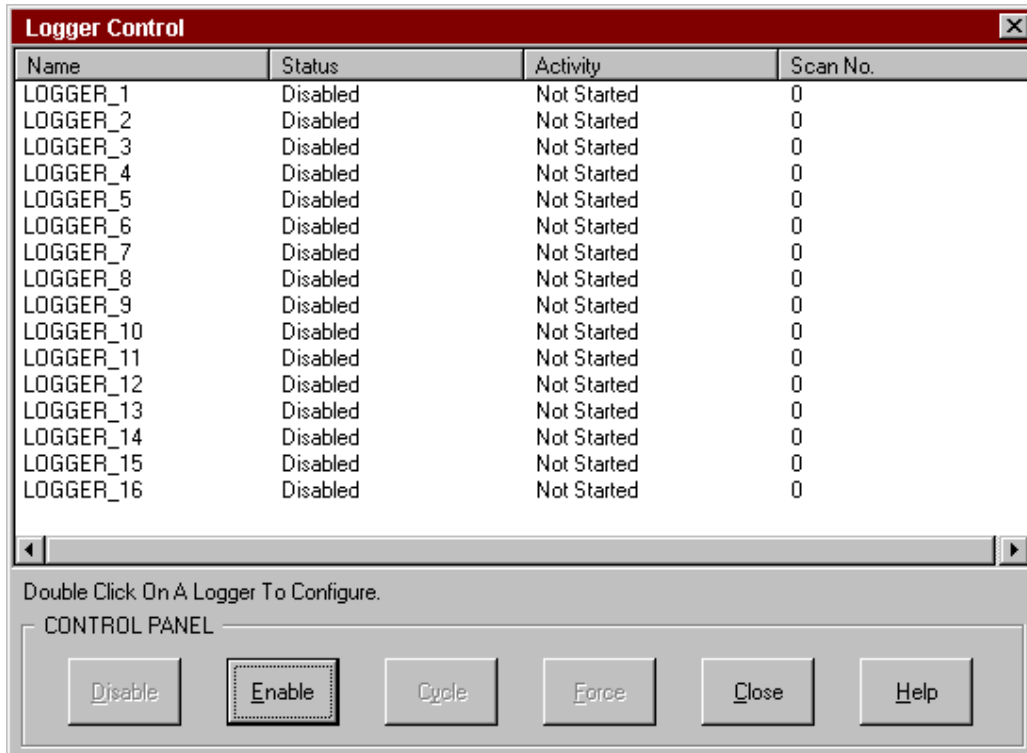 Logger Control
Name Status Activity Scan No.
LOGGER_1 Disabled Not Started 0
LOGGER_2 Disabled Not Started 0
LOGGER_3 Disabled Not Started 0
LOGGER_4 Disabled Not Started 0
LOGGER_5 Disabled Not Started 0
LOGGER_6 Disabled Not Started 0
LOGGER_7 Disabled Not Started 0
LOGGER_8 Disabled Not Started 0
LOGGER_9 Disabled Not Started 0
LOGGER_10 Disabled Not Started 0
LOGGER_11 Disabled Not Started 0
LOGGER_12 Disabled Not Started 0
LOGGER_13 Disabled Not Started 0
LOGGER_14 Disabled Not Started 0
LOGGER_15 Disabled Not Started 0
LOGGER_16 Disabled Not Started 0
Double Click On A Logger To Configure.
CONTROL PANEL
Disable Enable Cycle Force Close Help